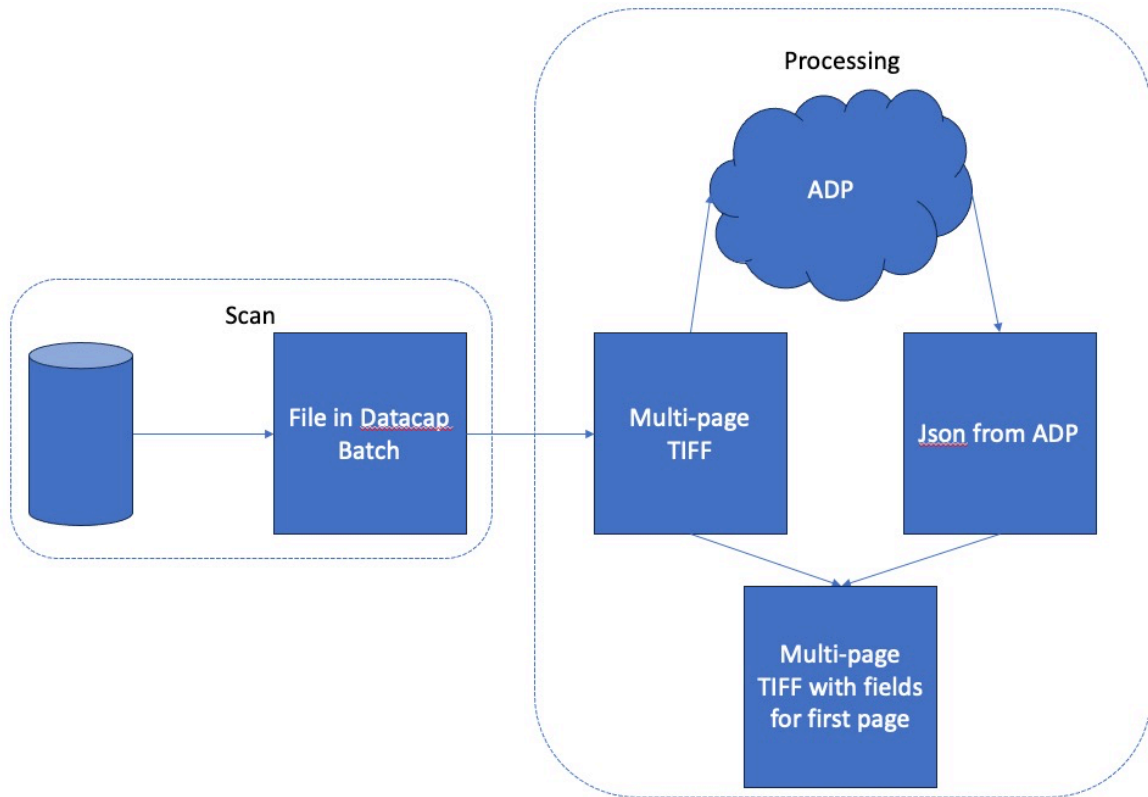 Processing
ADP
Scan
File in Datacap
Batch
Multi-page
TIFF
Json from ADP
Multi-page
TIFF with fields
for first page